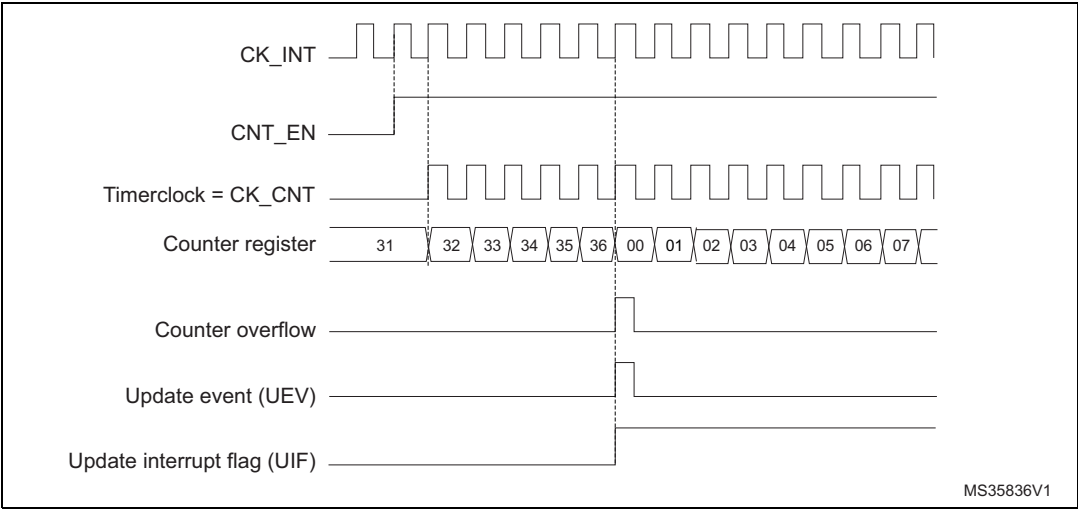 CK_INT
CNT_EN
Timerclock = CK_CNT
Counter register 31 32 33 34 35 36 00 01 02 03 04 05 06 07
Counter overflow
Update event (UEV)
Update interrupt flag (UIF)
MS35836V1